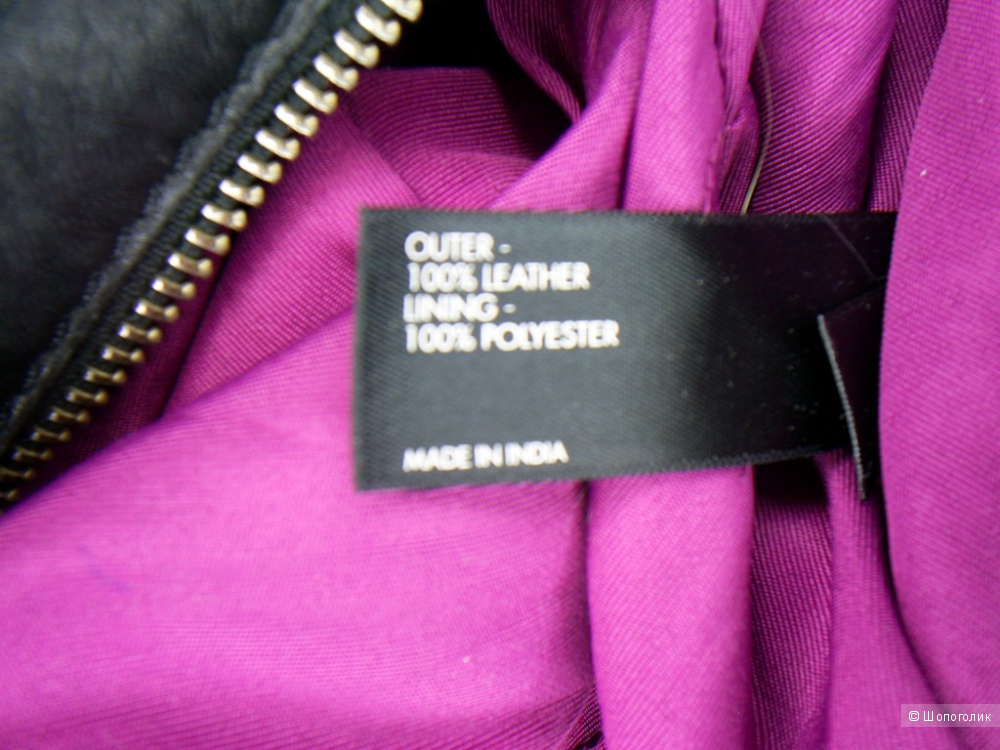 OUTER -
100% LEATHER
LINING -
100% POLYESTER
MADE IN INDIA
© Шопоголик